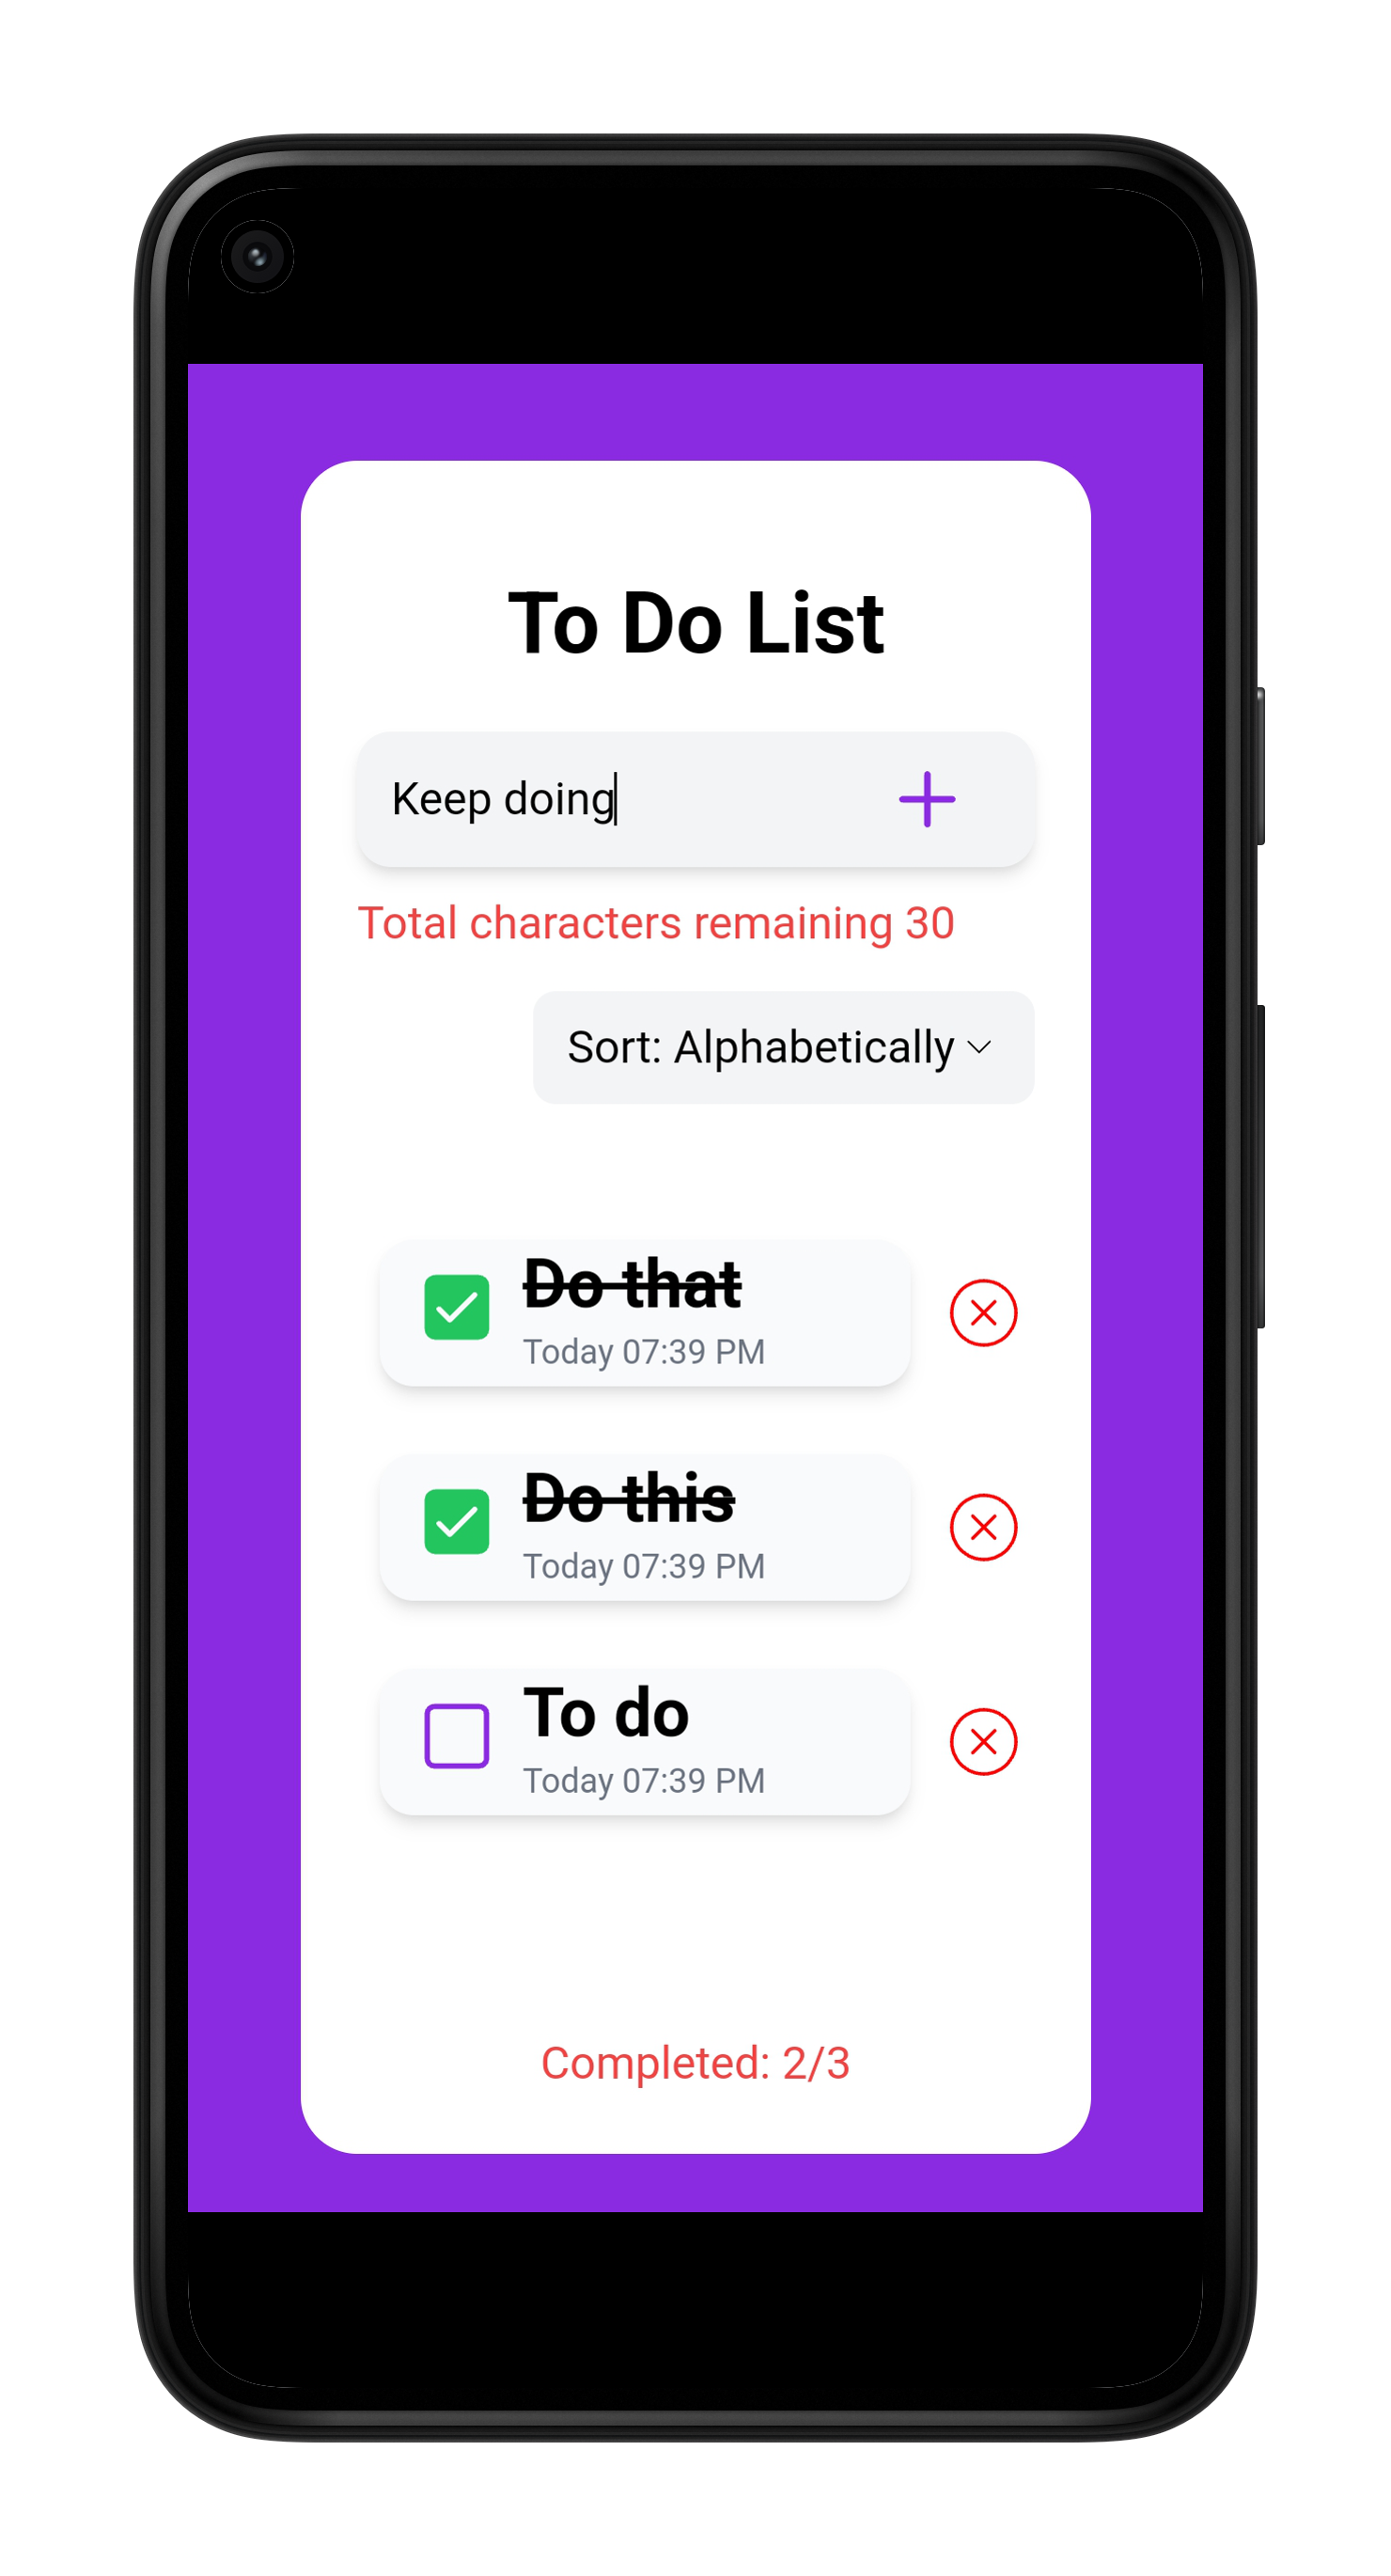 To Do List
Keep doing
Total characters remaining 30
Sort: Alphabetically
Do that
Today 07:39 PM
Do this
Today 07:39 PM
To do
Today 07:39 PM
Completed: 2/3